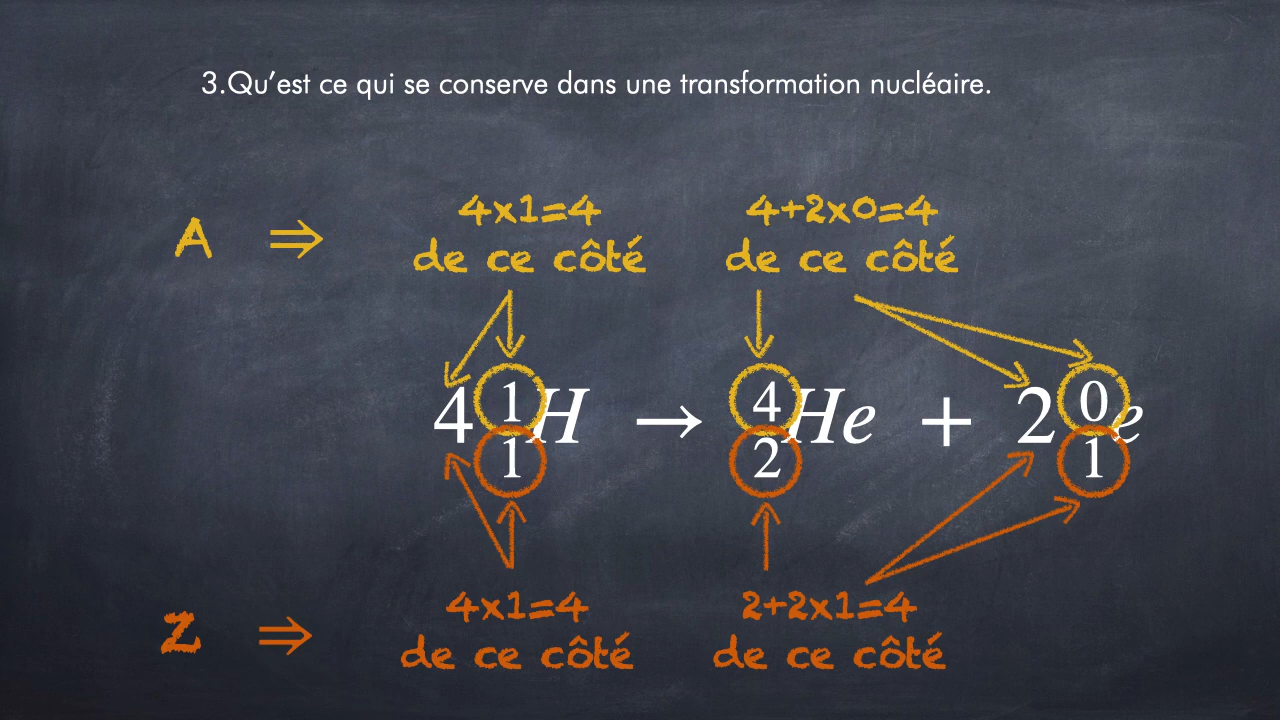 3.Qu’est ce qui se conserve dans une transformation nucléaire.
4x1=4 4+2x0=4
A ⇒ de ce côté de ce côté
4 1 1 H → 4 2 He + 2 0 1 e
4x1=4 2+2x1=4
Z ⇒ de ce côté de ce côté